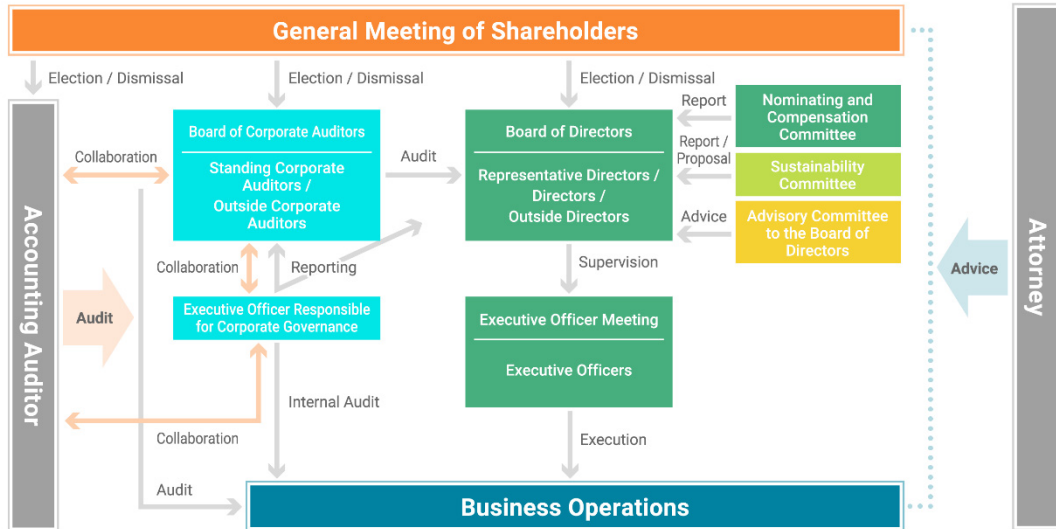 General Meeting of Shareholders
Election / Dismissal
Election / Dismissal
Election / Dismissal
Accounting Auditor
Collaboration
Board of Corporate Auditors
Standing Corporate
Auditors /
Outside Corporate
Auditors
Audit
Board of Directors
Representative Directors /
Directors /
Outside Directors
Report
Nominating and
Compensation
Committee
Report /
Proposal
Sustainability
Committee
Advice
Advisory Committee
to the Board of
Directors
Attorney
Advice
Collaboration
Reporting
Supervision
Audit
Executive Officer Responsible
for Corporate Governance
Executive Officer Meeting
Executive Officers
Internal Audit
Collaboration
Execution
Audit
Business Operations